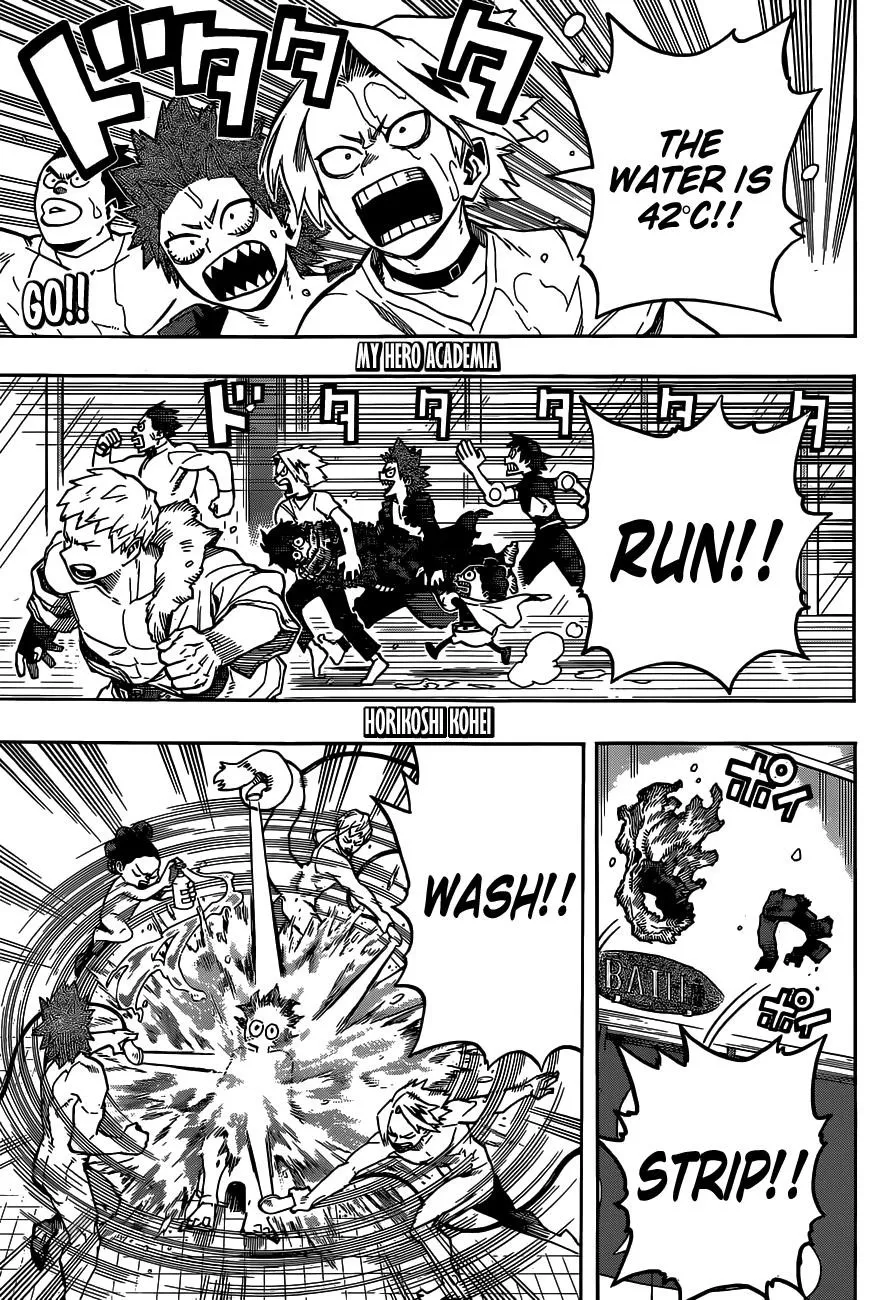 ドタタタ
THE
WATER IS
42°C!!
GO!!
MY HERO ACADEMIA
ドタタタタタ
RUN!!
HORIKOSHI KOHEI
ポイ
BATH
ポイ
STRIP!!
WASH!!